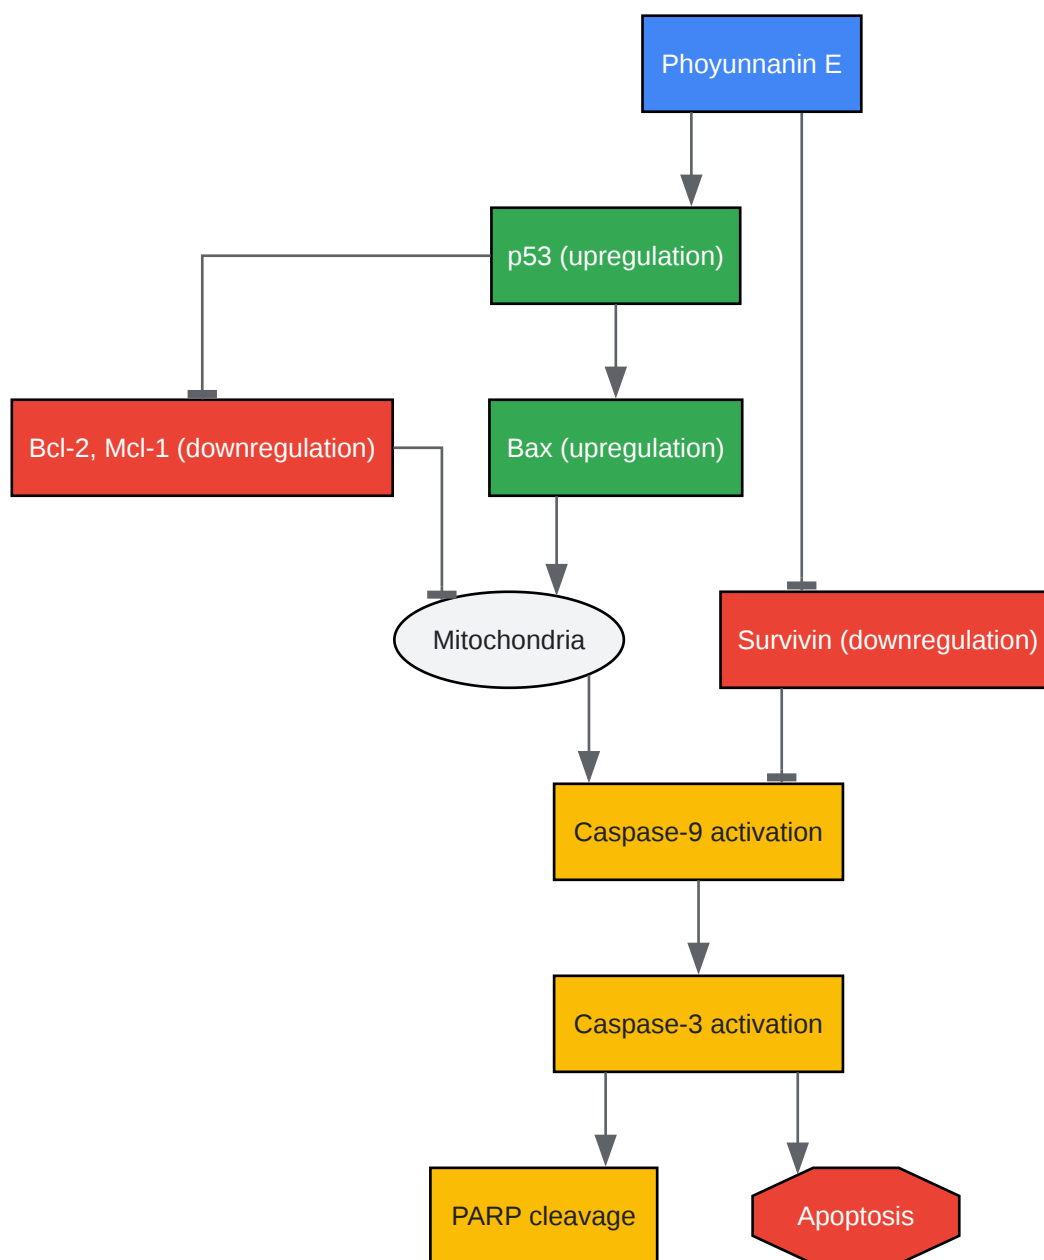 Phoyunnanin E
p53 (upregulation)
Bcl-2, Mcl-1 (downregulation)
Bax (upregulation)
Mitochondria
Survivin (downregulation)
Caspase-9 activation
Caspase-3 activation
PARP cleavage
Apoptosis